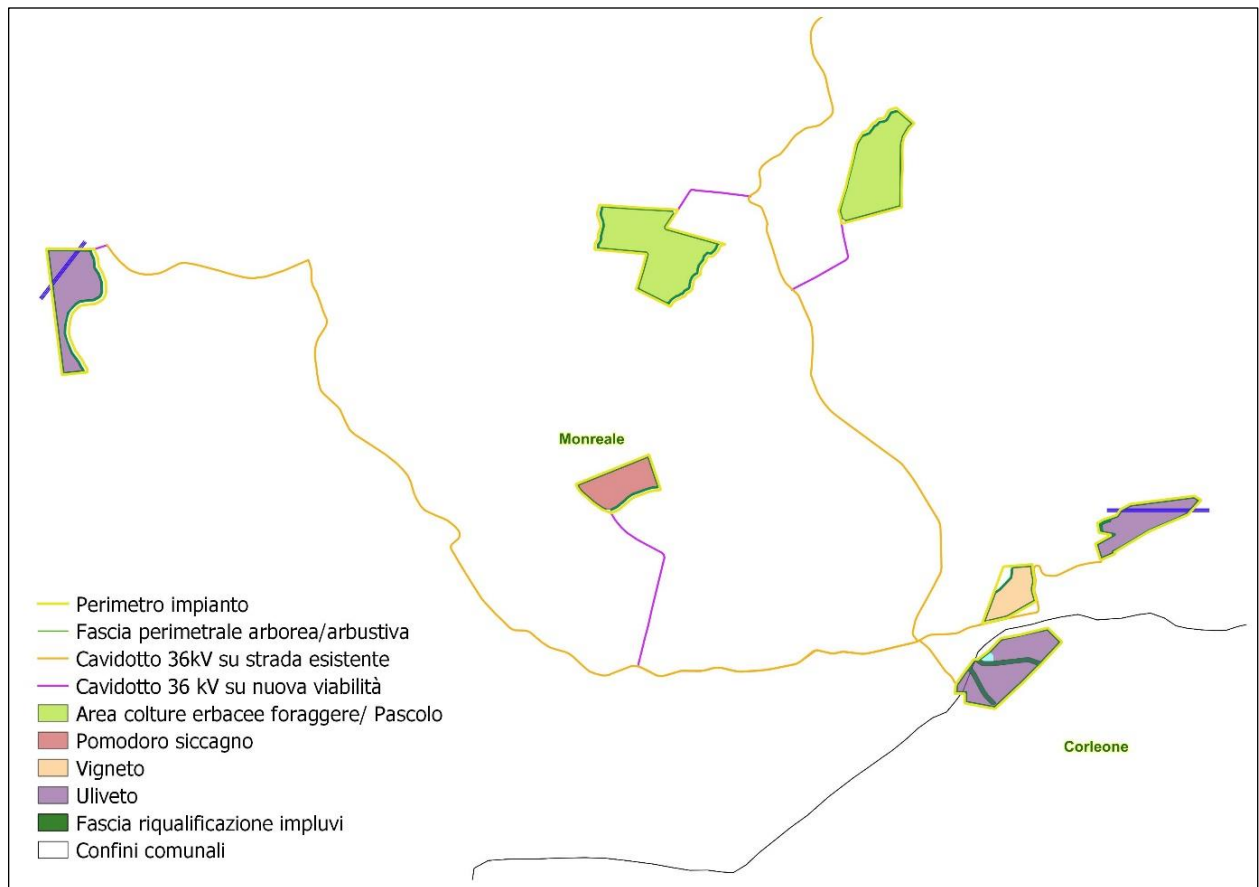 Monreale
Perimetro impianto
Fascia perimetrale arborea/arbustiva
Cavidotto 36kV su strada esistente
Cavidotto 36 kV su nuova viabilità
Area colture erbacee foraggere/ Pascolo
Pomodoro siccagno
Vigneto
Uliveto
Fascia riqualificazione impluvi
Confini comunali
Corleone